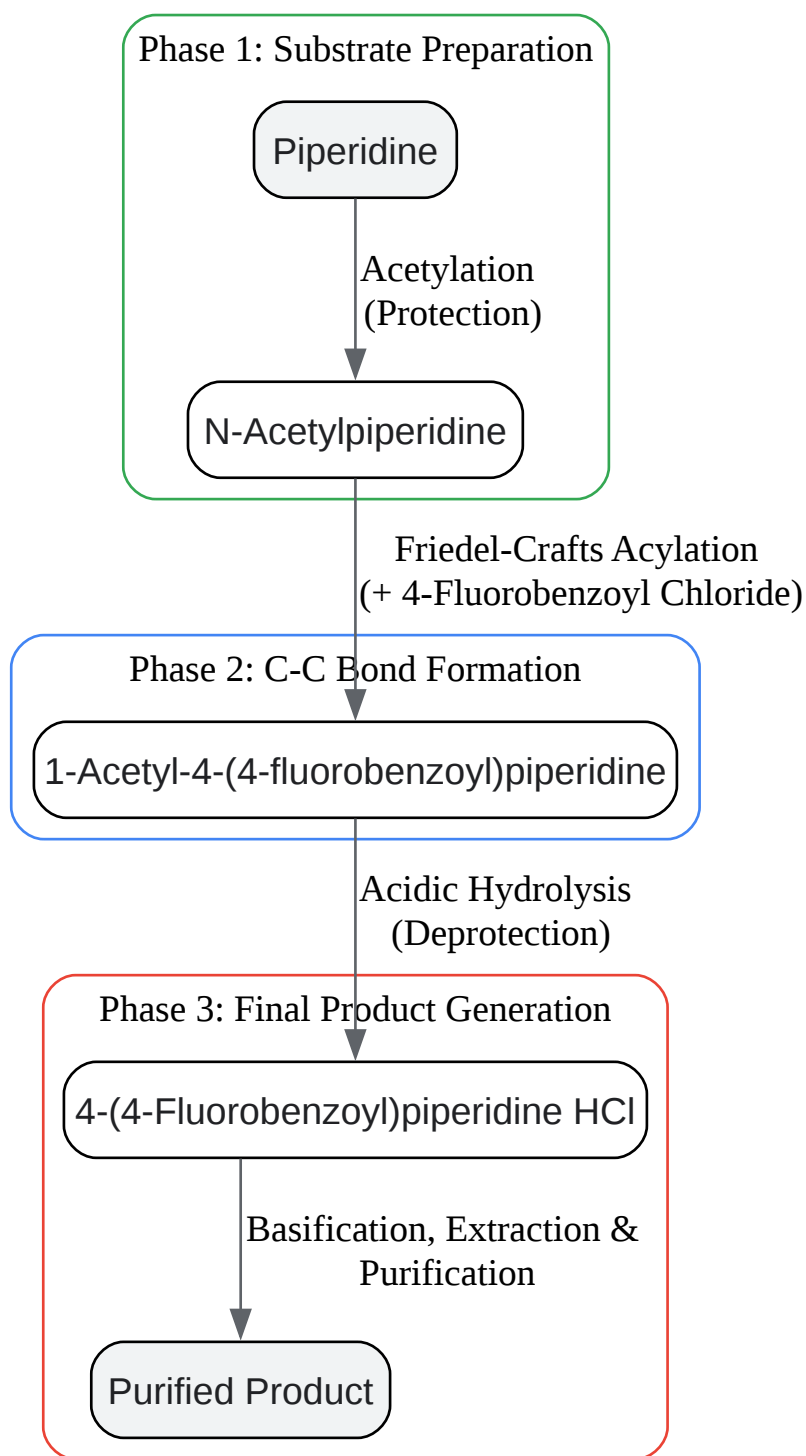 Phase 1: Substrate Preparation
Piperidine
Acetylation
(Protection)
N-Acetylpiperidine
Friedel-Crafts Acylation
(+ 4-Fluorobenzoyl Chloride)
Phase 2: C-C Bond Formation
1-Acetyl-4-(4-fluorobenzoyl)piperidine
Acidic Hydrolysis
(Deprotection)
Phase 3: Final Product Generation
4-(4-Fluorobenzoyl)piperidine HCl
Basification, Extraction &
Purification
Purified Product